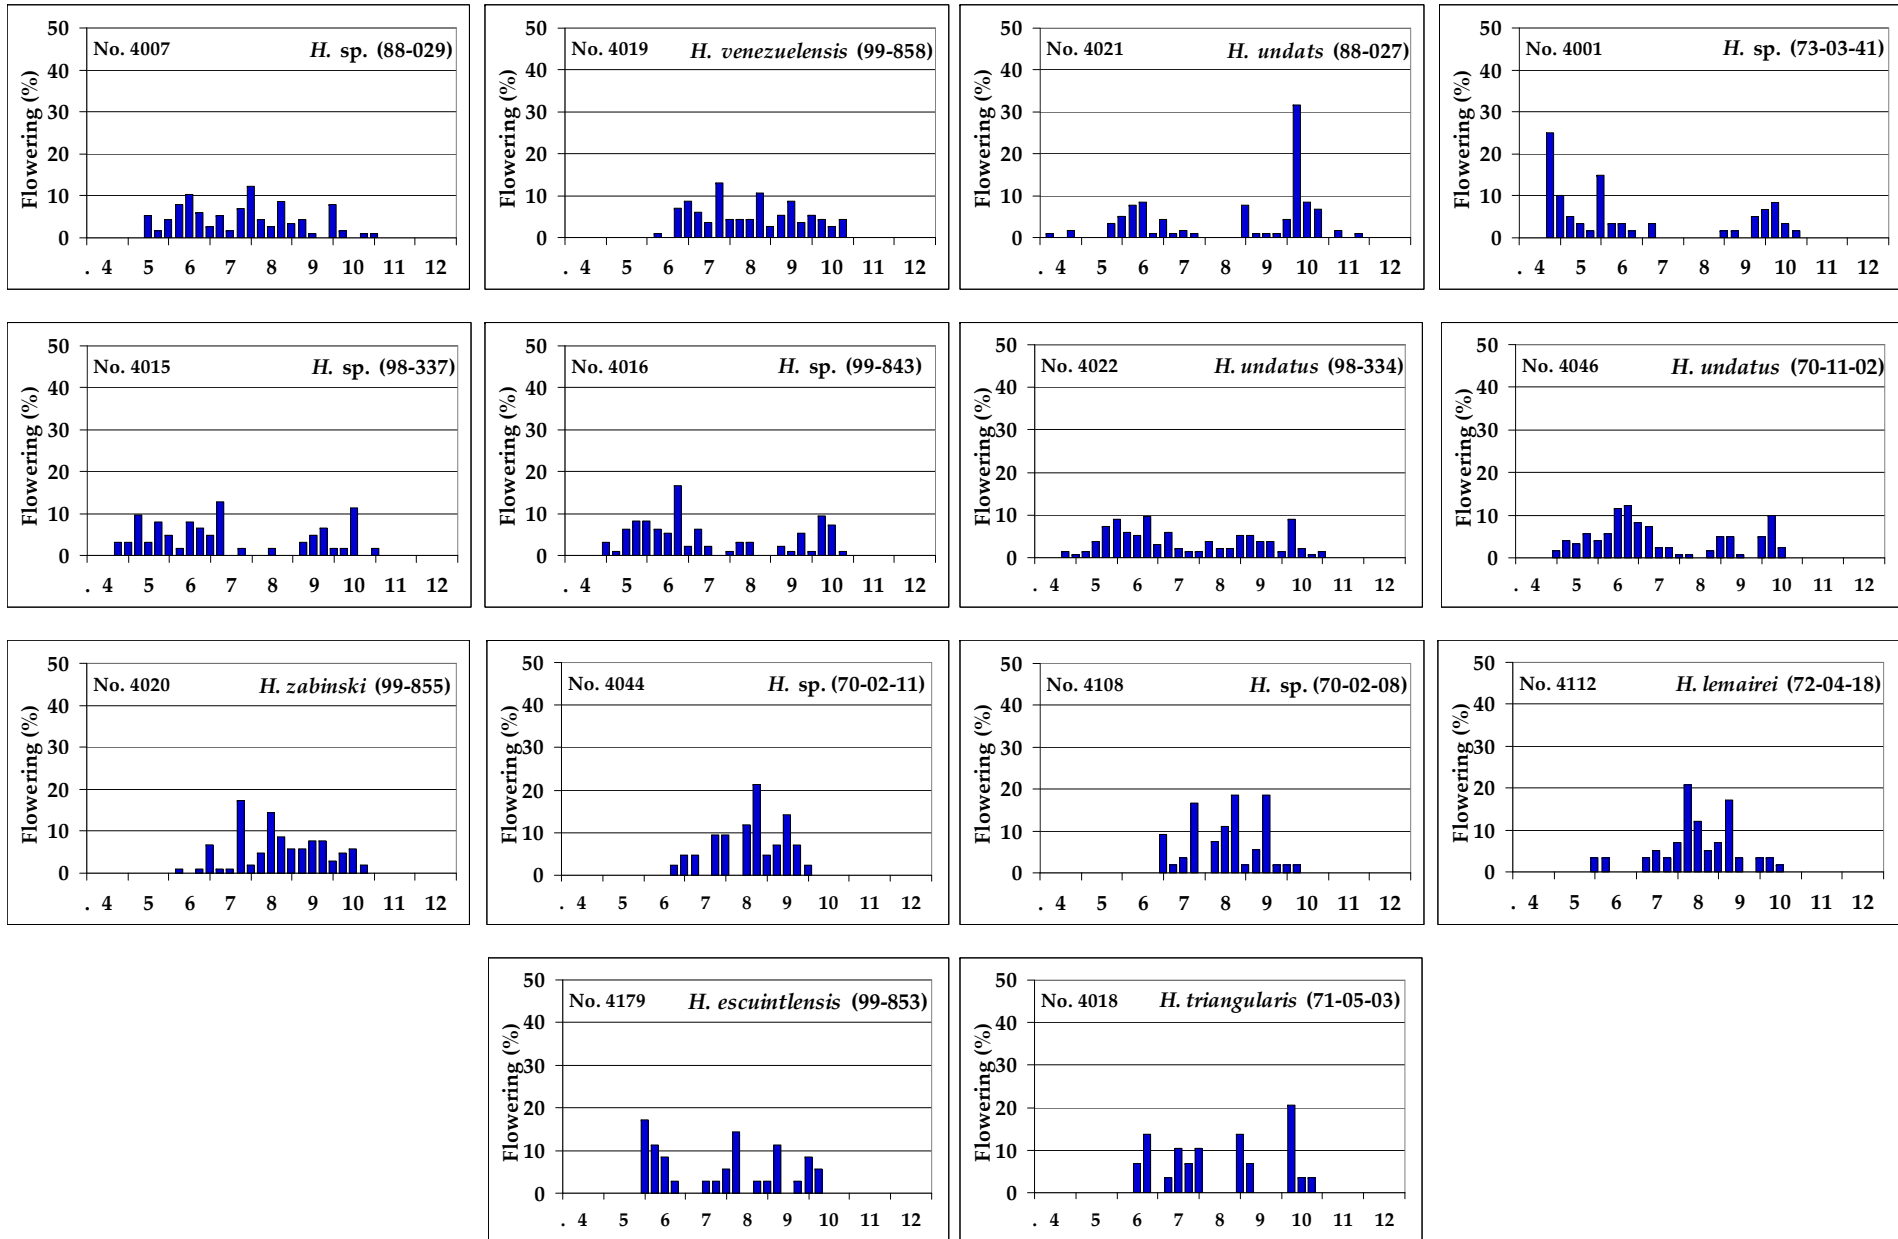 No. 4007 H. sp. (88-029)
Flowering (%)
50
40
30
20
10
0
. 4 5 6 7 8 9 10 11 12
No. 4019 H. venezuelensis (99-858)
Flowering (%)
50
40
30
20
10
0
. 4 5 6 7 8 9 10 11 12
No. 4021 H. undats (88-027)
Flowering (%)
50
40
30
20
10
0
. 4 5 6 7 8 9 10 11 12
No. 4001 H. sp. (73-03-41)
Flowering (%)
50
40
30
20
10
0
. 4 5 6 7 8 9 10 11 12
No. 4015 H. sp. (98-337)
Flowering (%)
50
40
30
20
10
0
. 4 5 6 7 8 9 10 11 12
No. 4016 H. sp. (99-843)
Flowering (%)
50
40
30
20
10
0
. 4 5 6 7 8 9 10 11 12
No. 4022 H. undatus (98-334)
Flowering (%)
50
40
30
20
10
0
. 4 5 6 7 8 9 10 11 12
No. 4046 H. undatus (70-11-02)
Flowering (%)
50
40
30
20
10
0
. 4 5 6 7 8 9 10 11 12
No. 4020 H. zabinski (99-855)
Flowering (%)
50
40
30
20
10
0
. 4 5 6 7 8 9 10 11 12
No. 4044 H. sp. (70-02-11)
Flowering (%)
50
40
30
20
10
0
. 4 5 6 7 8 9 10 11 12
No. 4108 H. sp. (70-02-08)
Flowering (%)
50
40
30
20
10
0
. 4 5 6 7 8 9 10 11 12
No. 4112 H. lemairei (72-04-18)
Flowering (%)
50
40
30
20
10
0
. 4 5 6 7 8 9 10 11 12
No. 4179 H. escuintlensis (99-853)
Flowering (%)
50
40
30
20
10
0
. 4 5 6 7 8 9 10 11 12
No. 4018 H. triangularis (71-05-03)
Flowering (%)
50
40
30
20
10
0
. 4 5 6 7 8 9 10 11 12